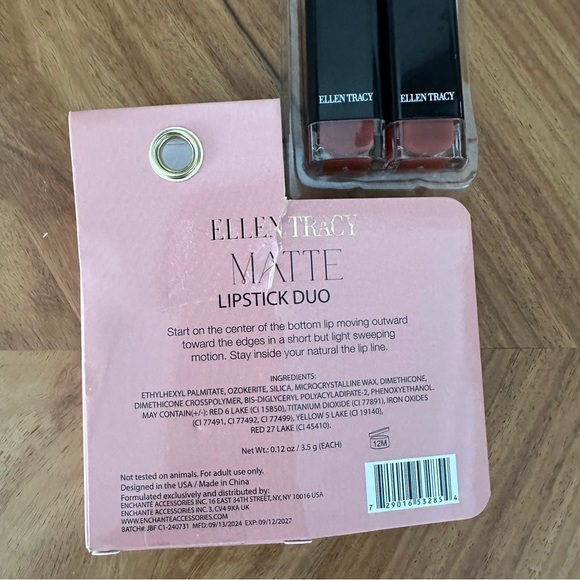 ELLEN TRACY ELLEN TRACY
ELLEN TRACY
MATTE
LIPSTICK DUO
Start on the center of the bottom lip moving outward
toward the edges in a short but light sweeping
motion. Stay inside your natural the lip line.
INGREDIENTS:
ETHYLHEXYL PALMITATE, OZOKERITE, SILICA, MICROCRYSTALLINE WAX, DIMETHICONE,
DIMETHICONE CROSSPOLYMER, BIS-DIGLYCERYL POLYACYLADIPATE-2, PHENOXYETHANOL.
MAY CONTAIN(+/-): RED 6 LAKE (CI 15850), TITANIUM DIOXIDE (CI 77891), IRON OXIDES
(CI 77491, CI 77492, CI 77499), YELLOW 5 LAKE (CI 19140),
RED 27 LAKE (CI 45410).
Net Wt.: 0.12 oz / 3.5 g (EACH)
12M
Not tested on animals. For adult use only.
Designed in the USA / Made in China
Formulated exclusively and distributed by:
ENCHANTE ACCESSORIES INC. 16 EAST 34TH STREET, NY, NY 10016 USA
ENCHANTE ACCESSORIES INC. 3, CV4 9XA UK
WWW.ENCHANTEACCESSORIES.COM
BATCH#: JBF C1-240731 MFD: 09/13/2024 EXP:09/12/2027
7 29016 53285 4